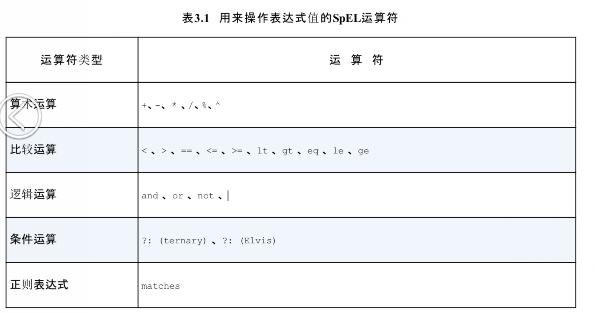 表3.1 用来操作表达式值的SpEL运算符
运算符类型 运 算 符
算术运算 +、-、*、/、%、^
比较运算 <、>、==、<=、>=、lt、gt、eq、le、ge
逻辑运算 and、or、not、|
条件运算 ?: (ternary)、?: (Elvis)
正则表达式 matches